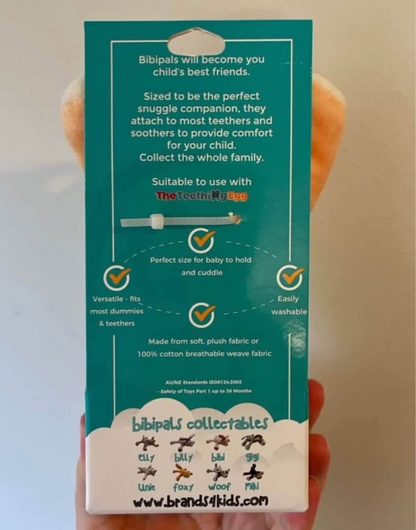 Bibipals will become you
child's best friends.
Sized to be the perfect
snuggle companion, they
attach to most teethers and
soothers to provide comfort
for your child.
Collect the whole family.
Suitable to use with
TheTeethingEgg
Perfect size for baby to hold
and cuddle
Versatile - fits
most dummies
& teethers
Easily
washable
Made from soft, plush fabric or
100% cotton breathable weave fabric
AU/NZ Standards ISO8124:2002
- Safety of Toys Part 1 up to 36 Months
bibipals collectables
elly billy bibi gigi
Unie foxy woof Miki
www.brands4kids.com